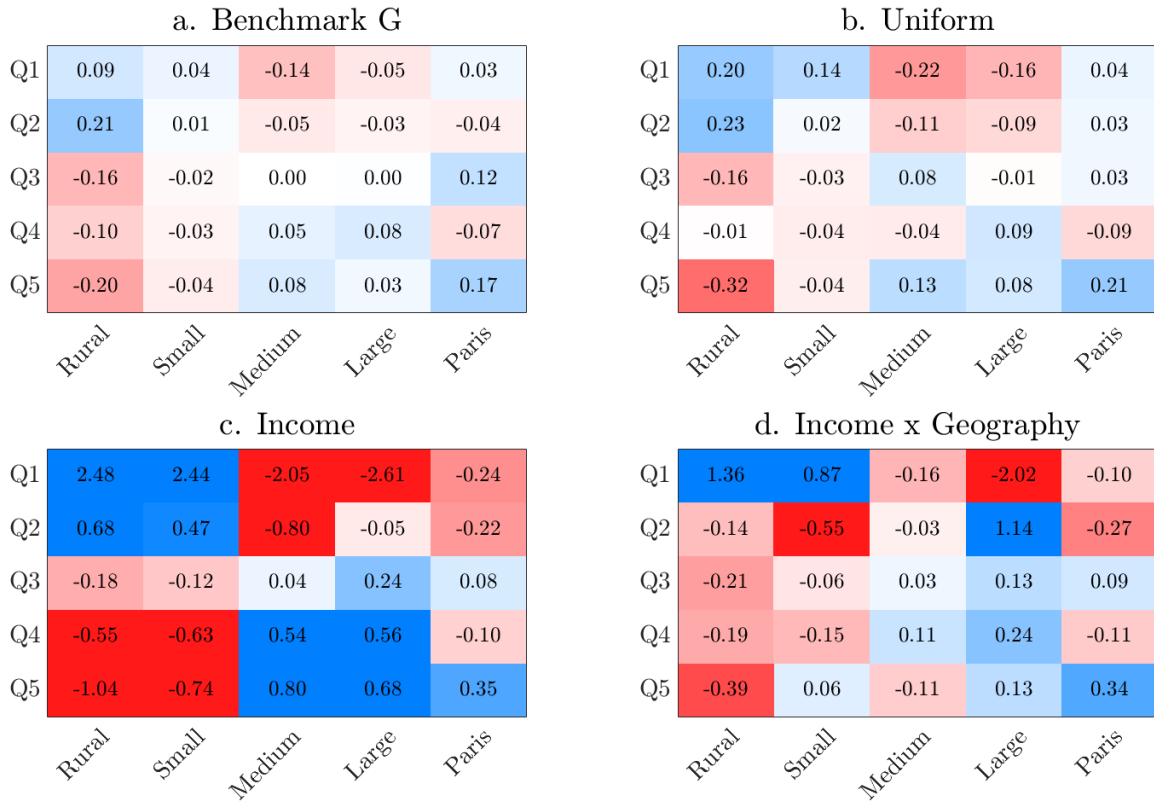 a. Benchmark G
Q1 0.09 0.04 -0.14 -0.05 0.03
Q2 0.21 0.01 -0.05 -0.03 -0.04
Q3 -0.16 -0.02 0.00 0.00 0.12
Q4 -0.10 -0.03 0.05 0.08 -0.07
Q5 -0.20 -0.04 0.08 0.03 0.17
Rural Small Medium Large Paris
b. Uniform
Q1 0.20 0.14 -0.22 -0.16 0.04
Q2 0.23 0.02 -0.11 -0.09 0.03
Q3 -0.16 -0.03 0.08 -0.01 0.03
Q4 -0.01 -0.04 -0.04 0.09 -0.09
Q5 -0.32 -0.04 0.13 0.08 0.21
Rural Small Medium Large Paris
c. Income
Q1 2.48 2.44 -2.05 -2.61 -0.24
Q2 0.68 0.47 -0.80 -0.05 -0.22
Q3 -0.18 -0.12 0.04 0.24 0.08
Q4 -0.55 -0.63 0.54 0.56 -0.10
Q5 -1.04 -0.74 0.80 0.68 0.35
Rural Small Medium Large Paris
d. Income x Geography
Q1 1.36 0.87 -0.16 -2.02 -0.10
Q2 -0.14 -0.55 -0.03 1.14 -0.27
Q3 -0.21 -0.06 0.03 0.13 0.09
Q4 -0.19 -0.15 0.11 0.24 -0.11
Q5 -0.39 0.06 -0.11 0.13 0.34
Rural Small Medium Large Paris